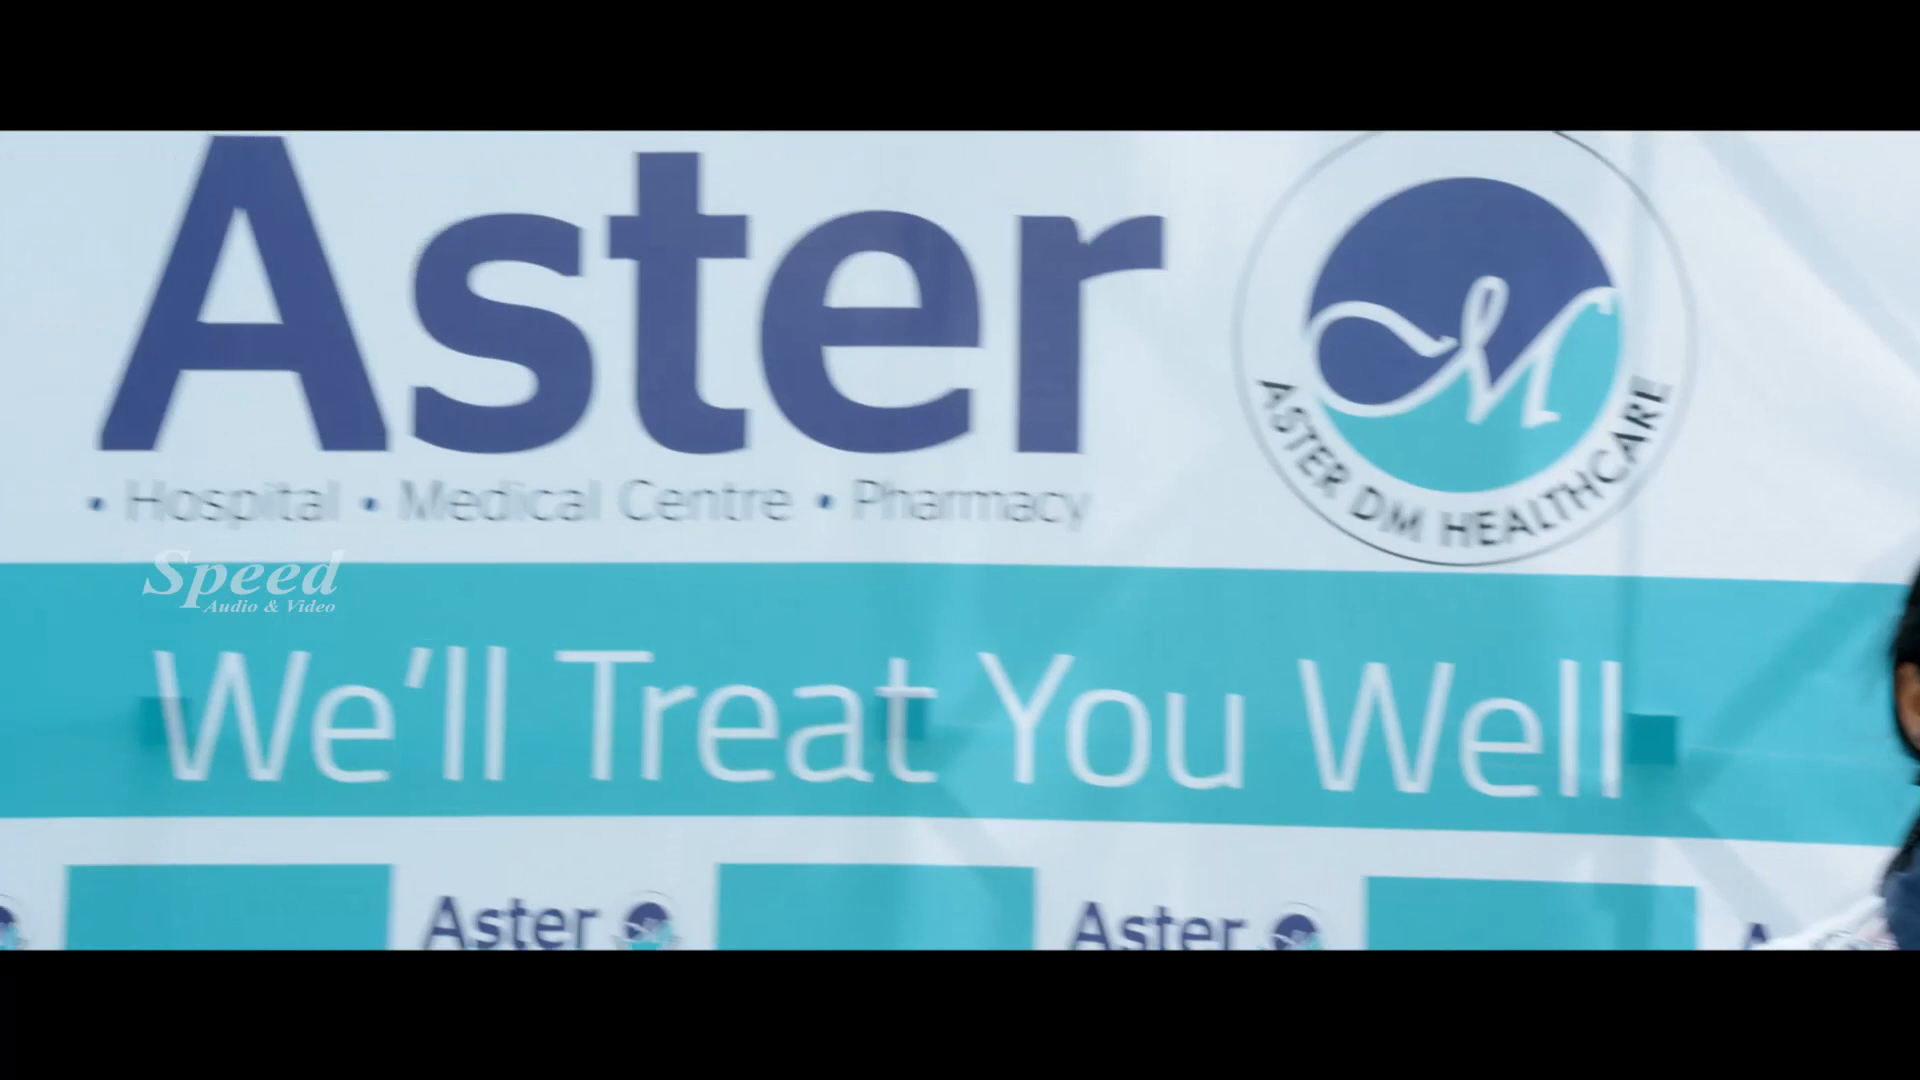 Aster
• Hospital • Medical Centre • Pharmacy
ASTER DM HEALTHCARE
Speed
Audio & Video
We'll Treat You Well
Aster
Aster